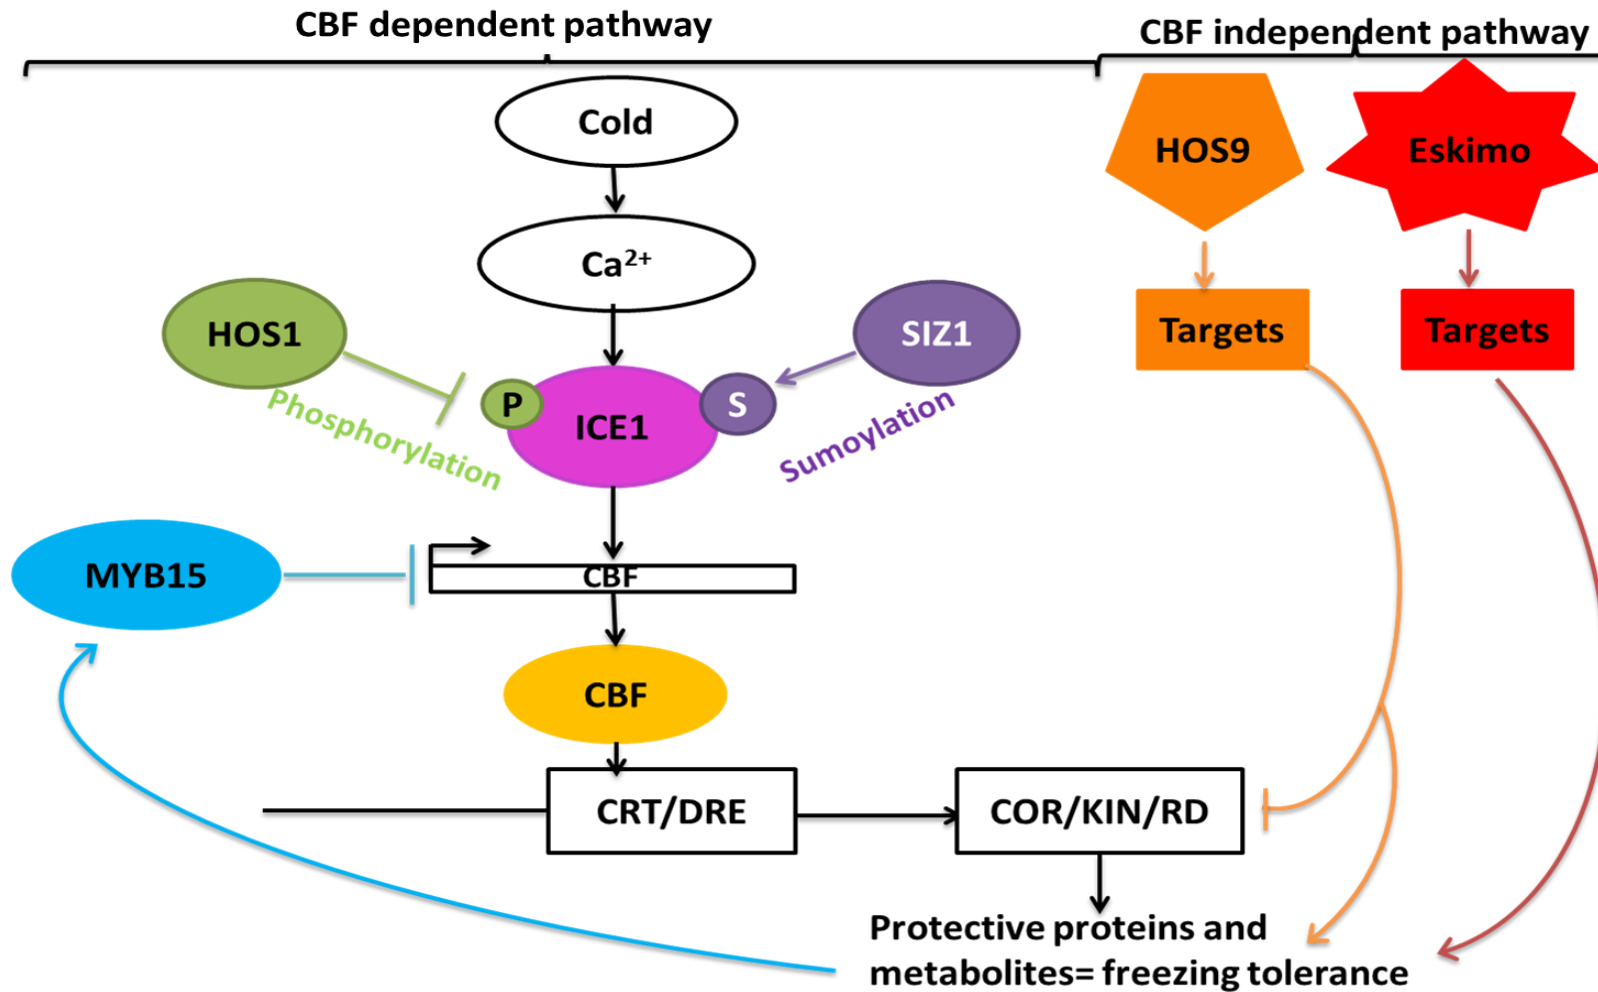 CBF dependent pathway
CBF independent pathway
Cold
HOS9
Eskimo
Ca²⁺
HOS1
SIZ1
Targets
Targets
P
ICE1
S
Phosphorylation
Sumoylation
MYB15
CBF
CBF
CRT/DRE
COR/KIN/RD
Protective proteins and
metabolites= freezing tolerance